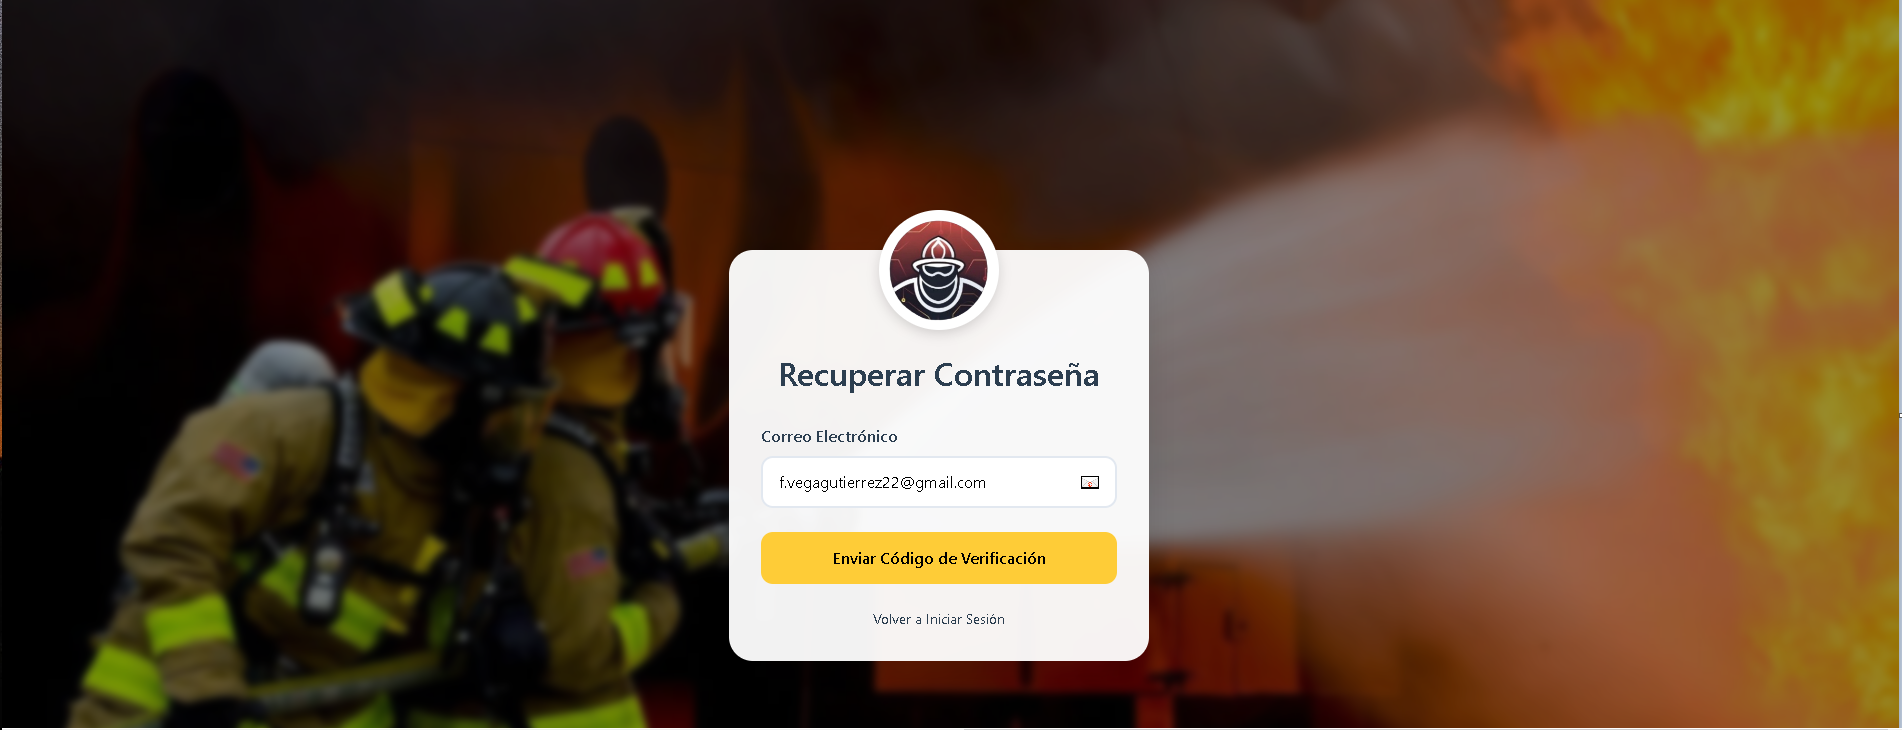 Recuperar Contraseña
Correo Electrónico
f.vegagutierrez22@gmail.com
Enviar Código de Verificación
Volver a Iniciar Sesión